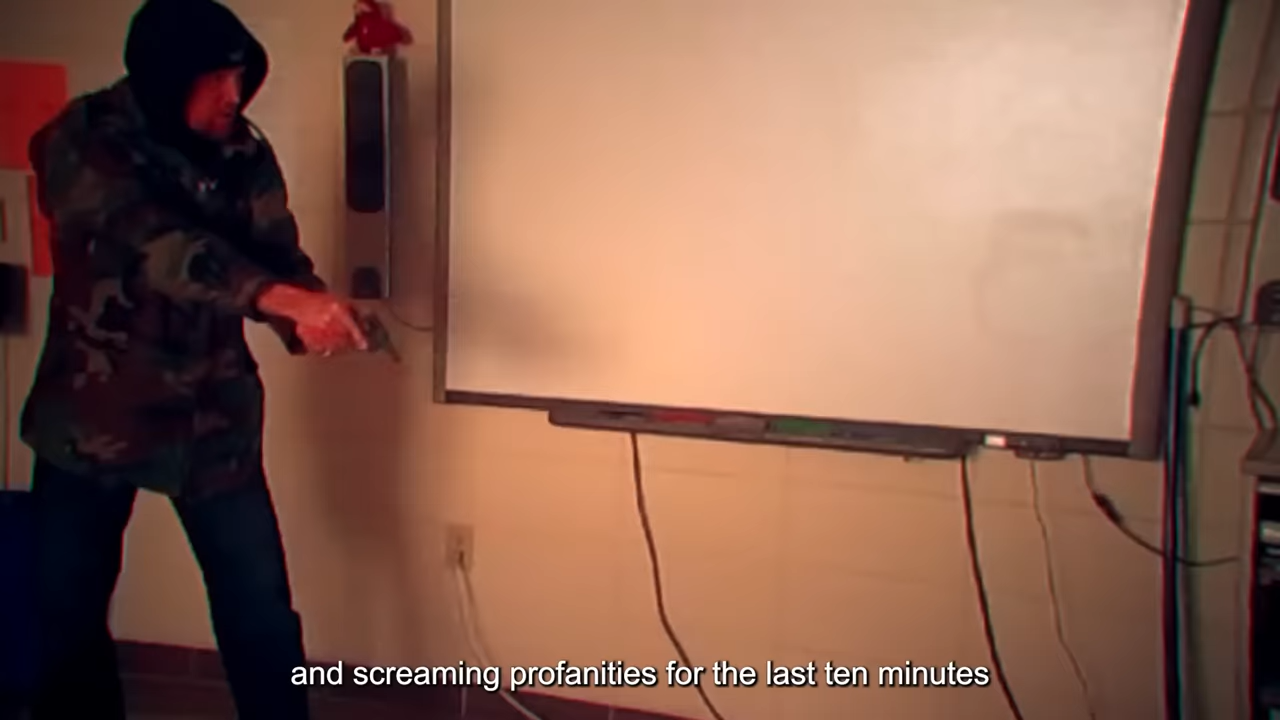 and screaming profanities for the last ten minutes